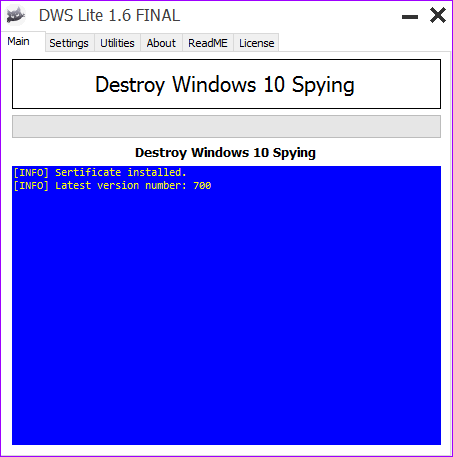 DWS Lite 1.6 FINAL
Main Settings Utilities About ReadME License
Destroy Windows 10 Spying
Destroy Windows 10 Spying
[INFO] Sertificate installed.
[INFO] Latest version number: 700